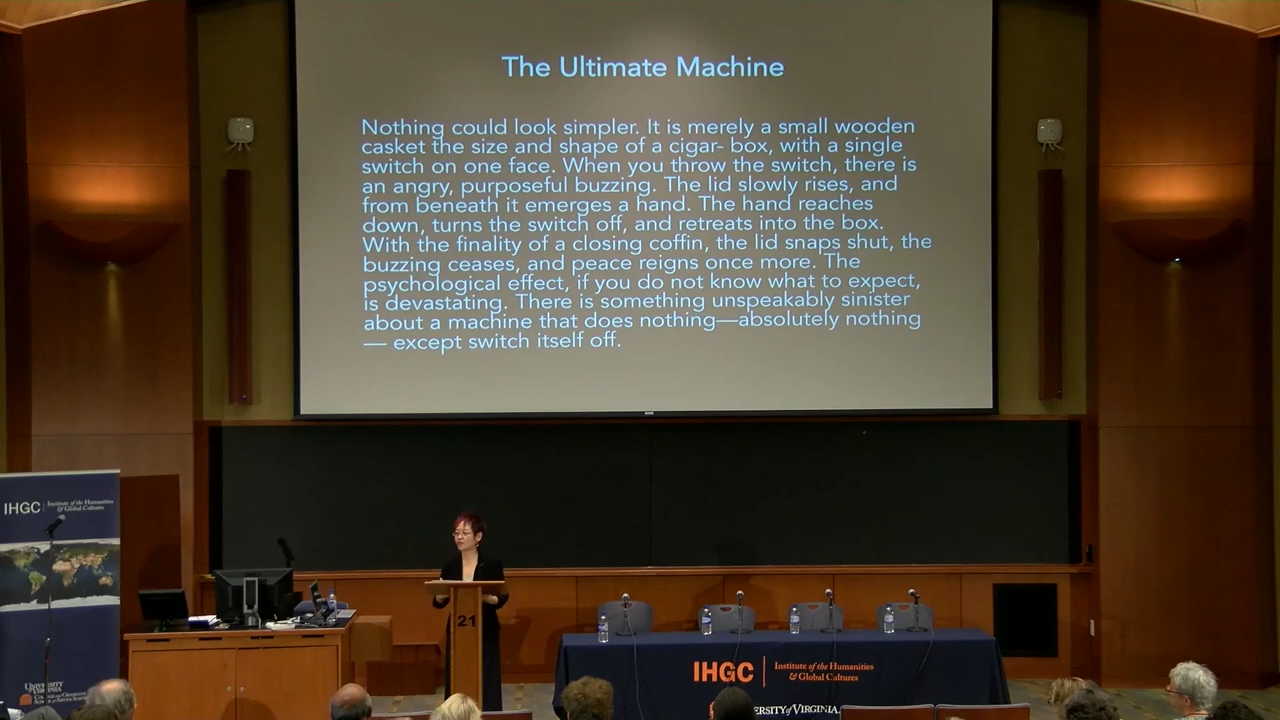 The Ultimate Machine
Nothing could look simpler. It is merely a small wooden
casket the size and shape of a cigar- box, with a single
switch on one face. When you throw the switch, there is
an angry, purposeful buzzing. The lid slowly rises, and
from beneath it emerges a hand. The hand reaches
down, turns the switch off, and retreats into the box.
With the finality of a closing coffin, the lid snaps shut, the
buzzing ceases, and peace reigns once more. The
psychological effect, if you do not know what to expect,
is devastating. There is something unspeakably sinister
about a machine that does nothing—absolutely nothing
— except switch itself off.
IHGC
Institute of the Humanities
& Global Cultures
21
IHGC
Institute of the Humanities
& Global Cultures
UNIVERSITY
VIRGINIA